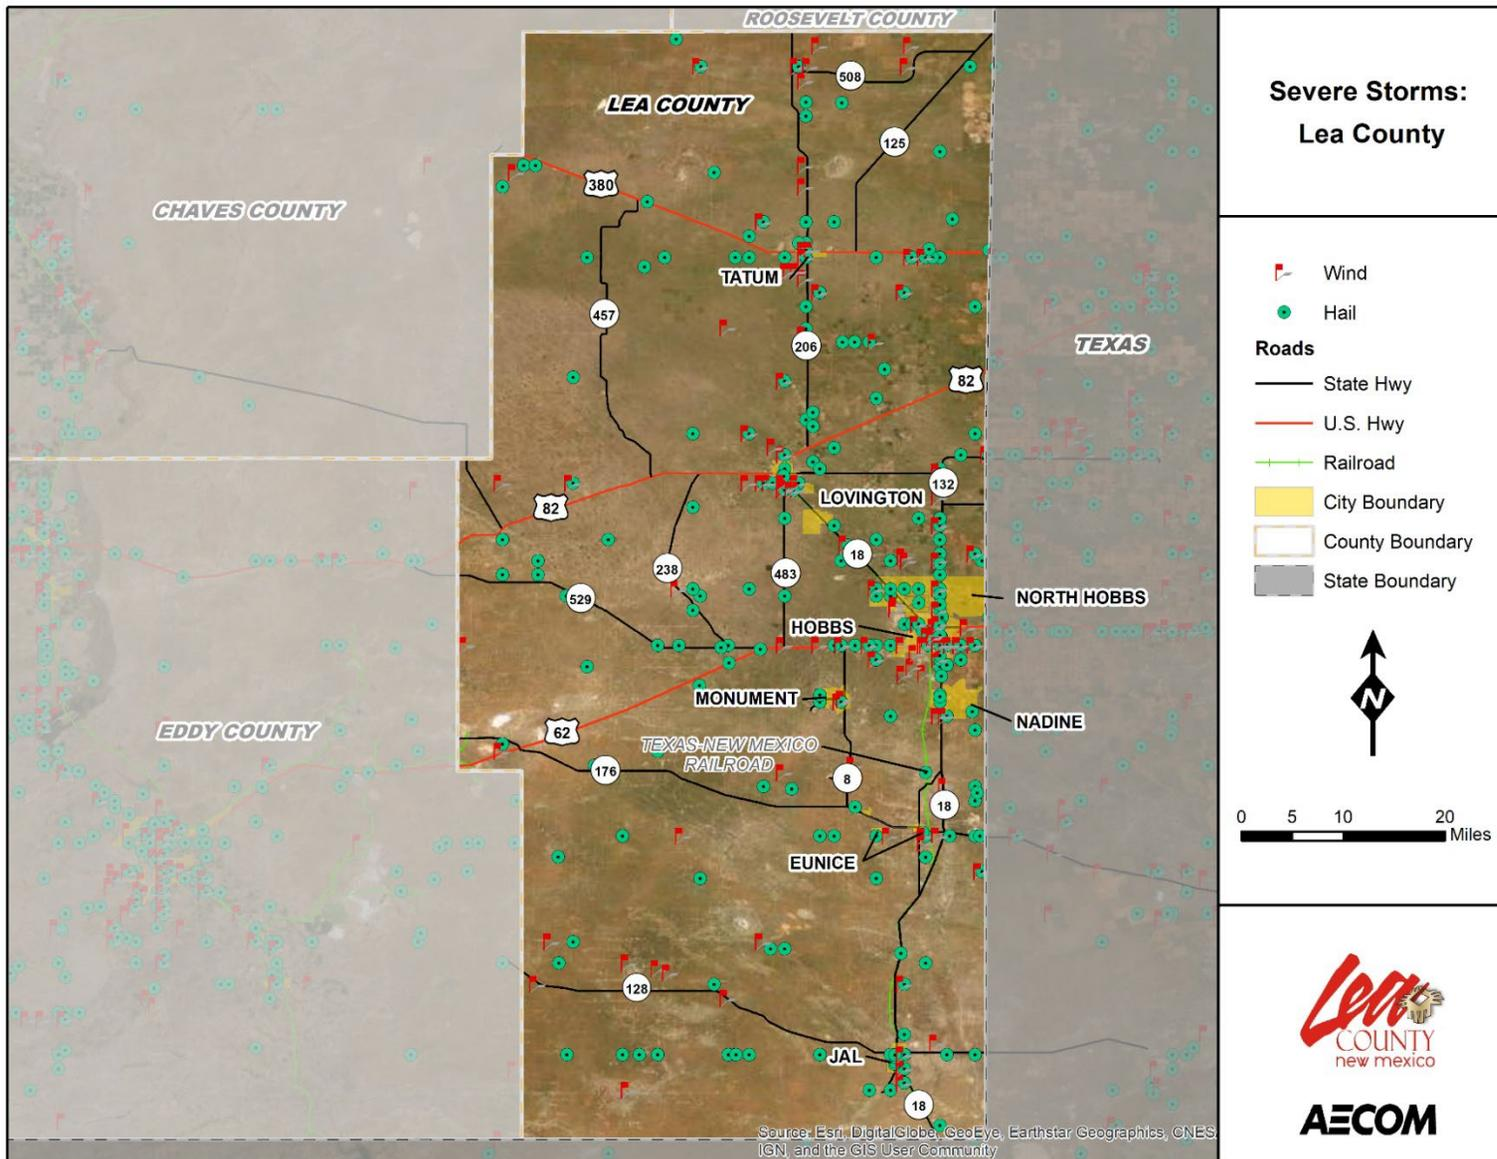 ROOSEVELT COUNTY
LEA COUNTY
508
125
380
CHAVES COUNTY
TATUM
457
206
TEXAS
82
LOVINGTON
132
82
18
238
483
529
NORTH HOBBS
HOBBS
MONUMENT
NADINE
EDDY COUNTY
62
TEXAS-NEW MEXICO
RAILROAD
176
8
18
EUNICE
128
JAL
18
Source: Esri, DigitalGlobe, GeoEye, Earthstar Geographics, CNES
IGN, and the GIS User Community
Severe Storms:
Lea County
Wind
Hail
Roads
State Hwy
U.S. Hwy
Railroad
City Boundary
County Boundary
State Boundary
N
0 5 10 20
Miles
Lea
COUNTY
new mexico
AECOM